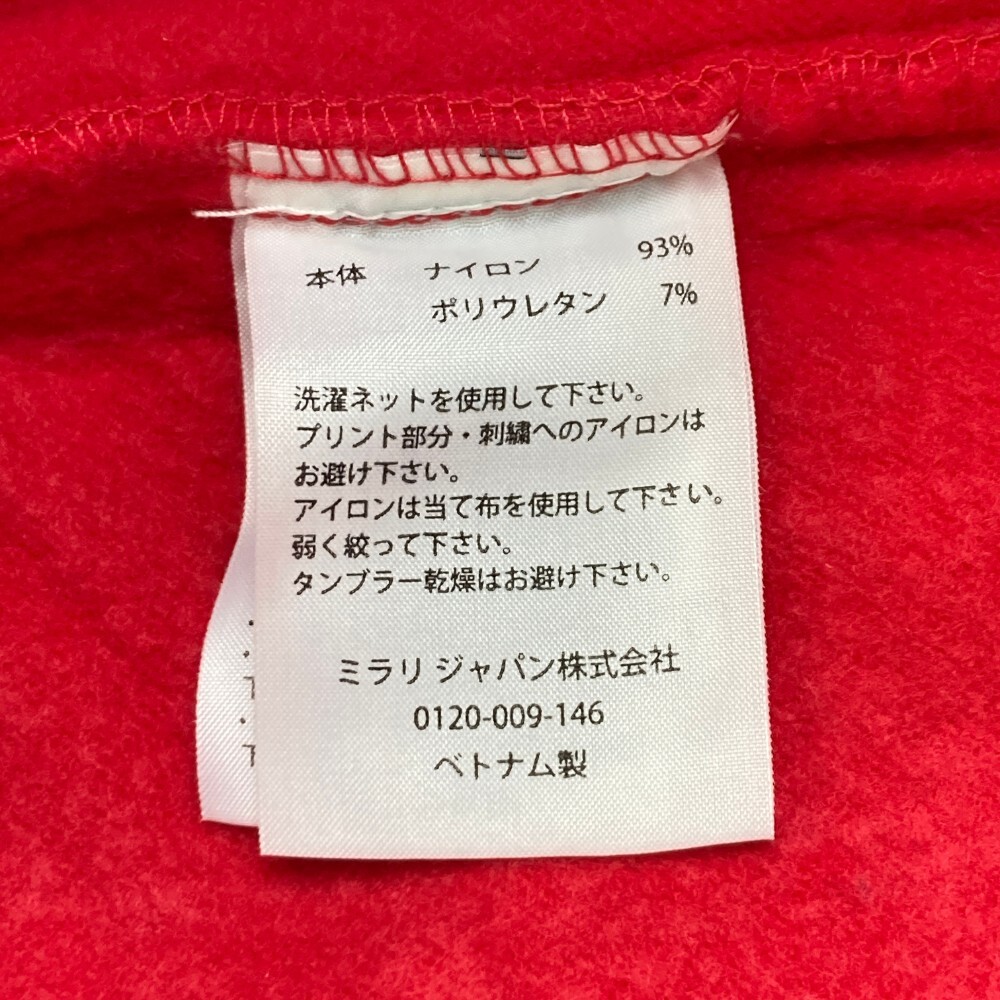 本体 ナイロン 93%
ポリウレタン 7%
洗濯ネットを使用して下さい。
プリント部分・刺繍へのアイロンは
お避け下さい。
アイロンは当て布を使用して下さい。
弱く絞って下さい。
タンブラー乾燥はお避け下さい。
ミラリ ジャパン株式会社
0120-009-146
ベトナム製